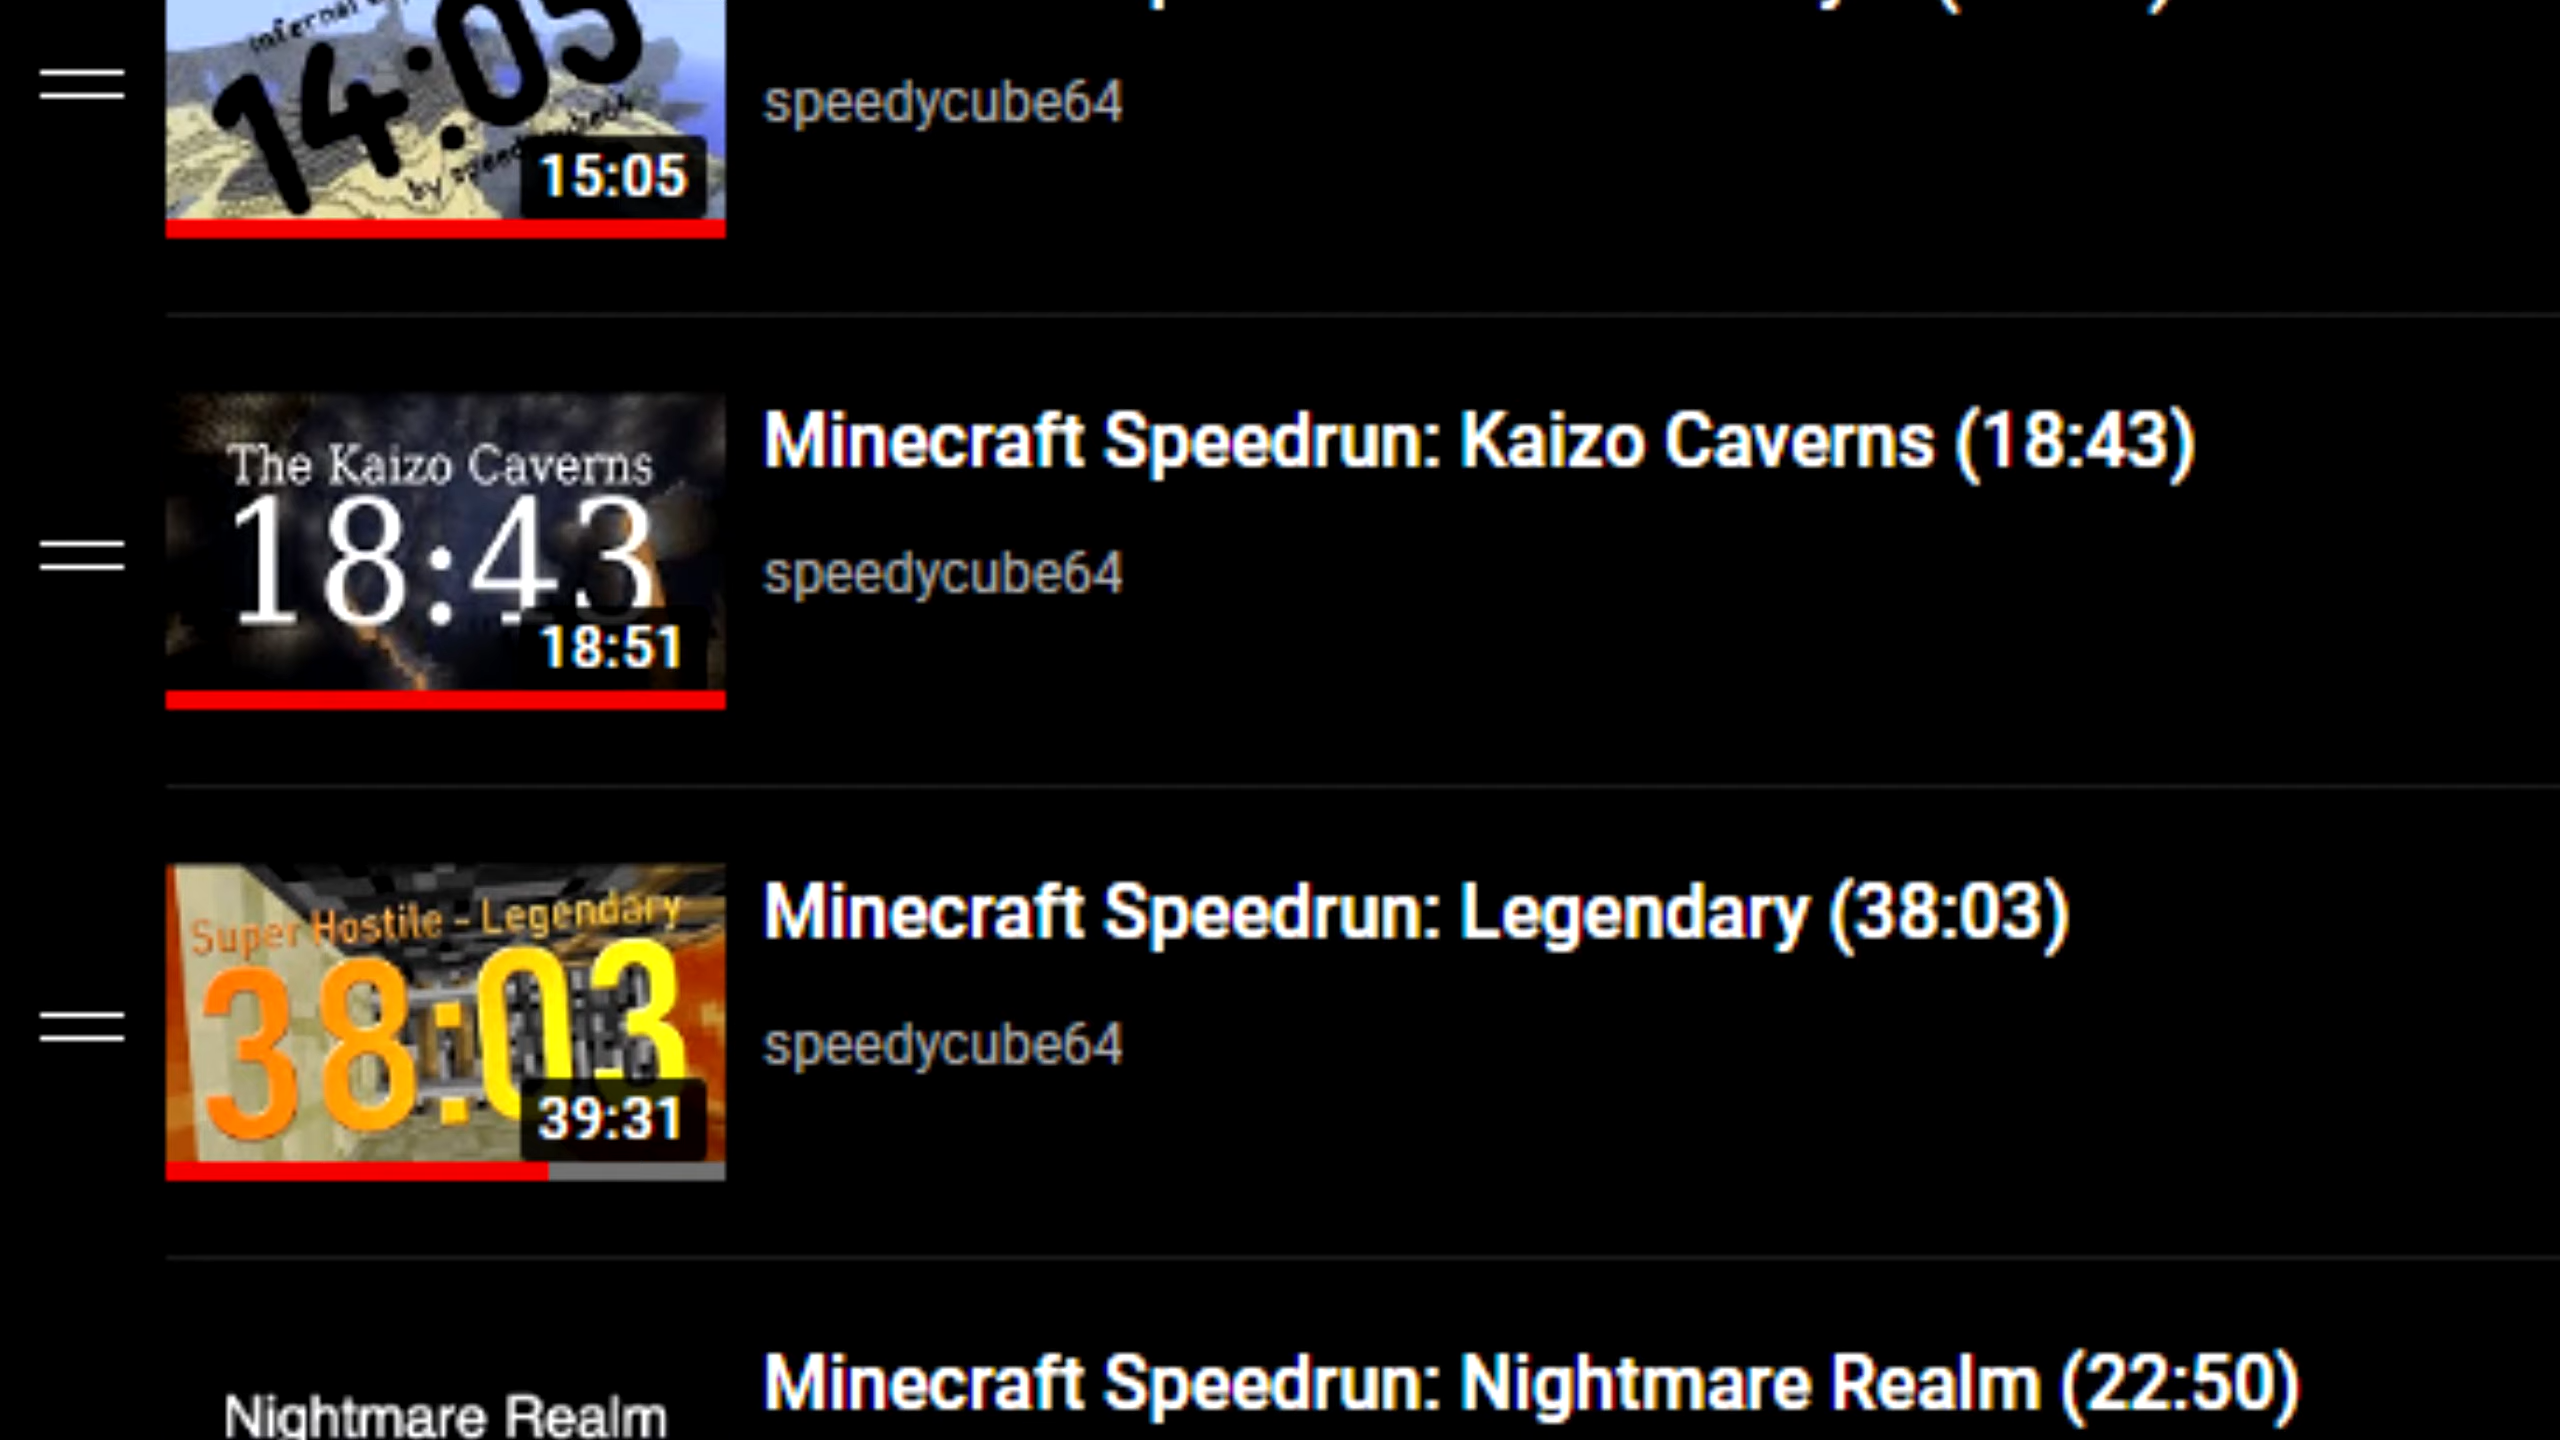 14:05
15:05
speedycube64
The Kaizo Caverns
18:43
18:51
Minecraft Speedrun: Kaizo Caverns (18:43)
speedycube64
Super Hostile - Legendary
38:03
39:31
Minecraft Speedrun: Legendary (38:03)
speedycube64
Nightmare Realm
Minecraft Speedrun: Nightmare Realm (22:50)